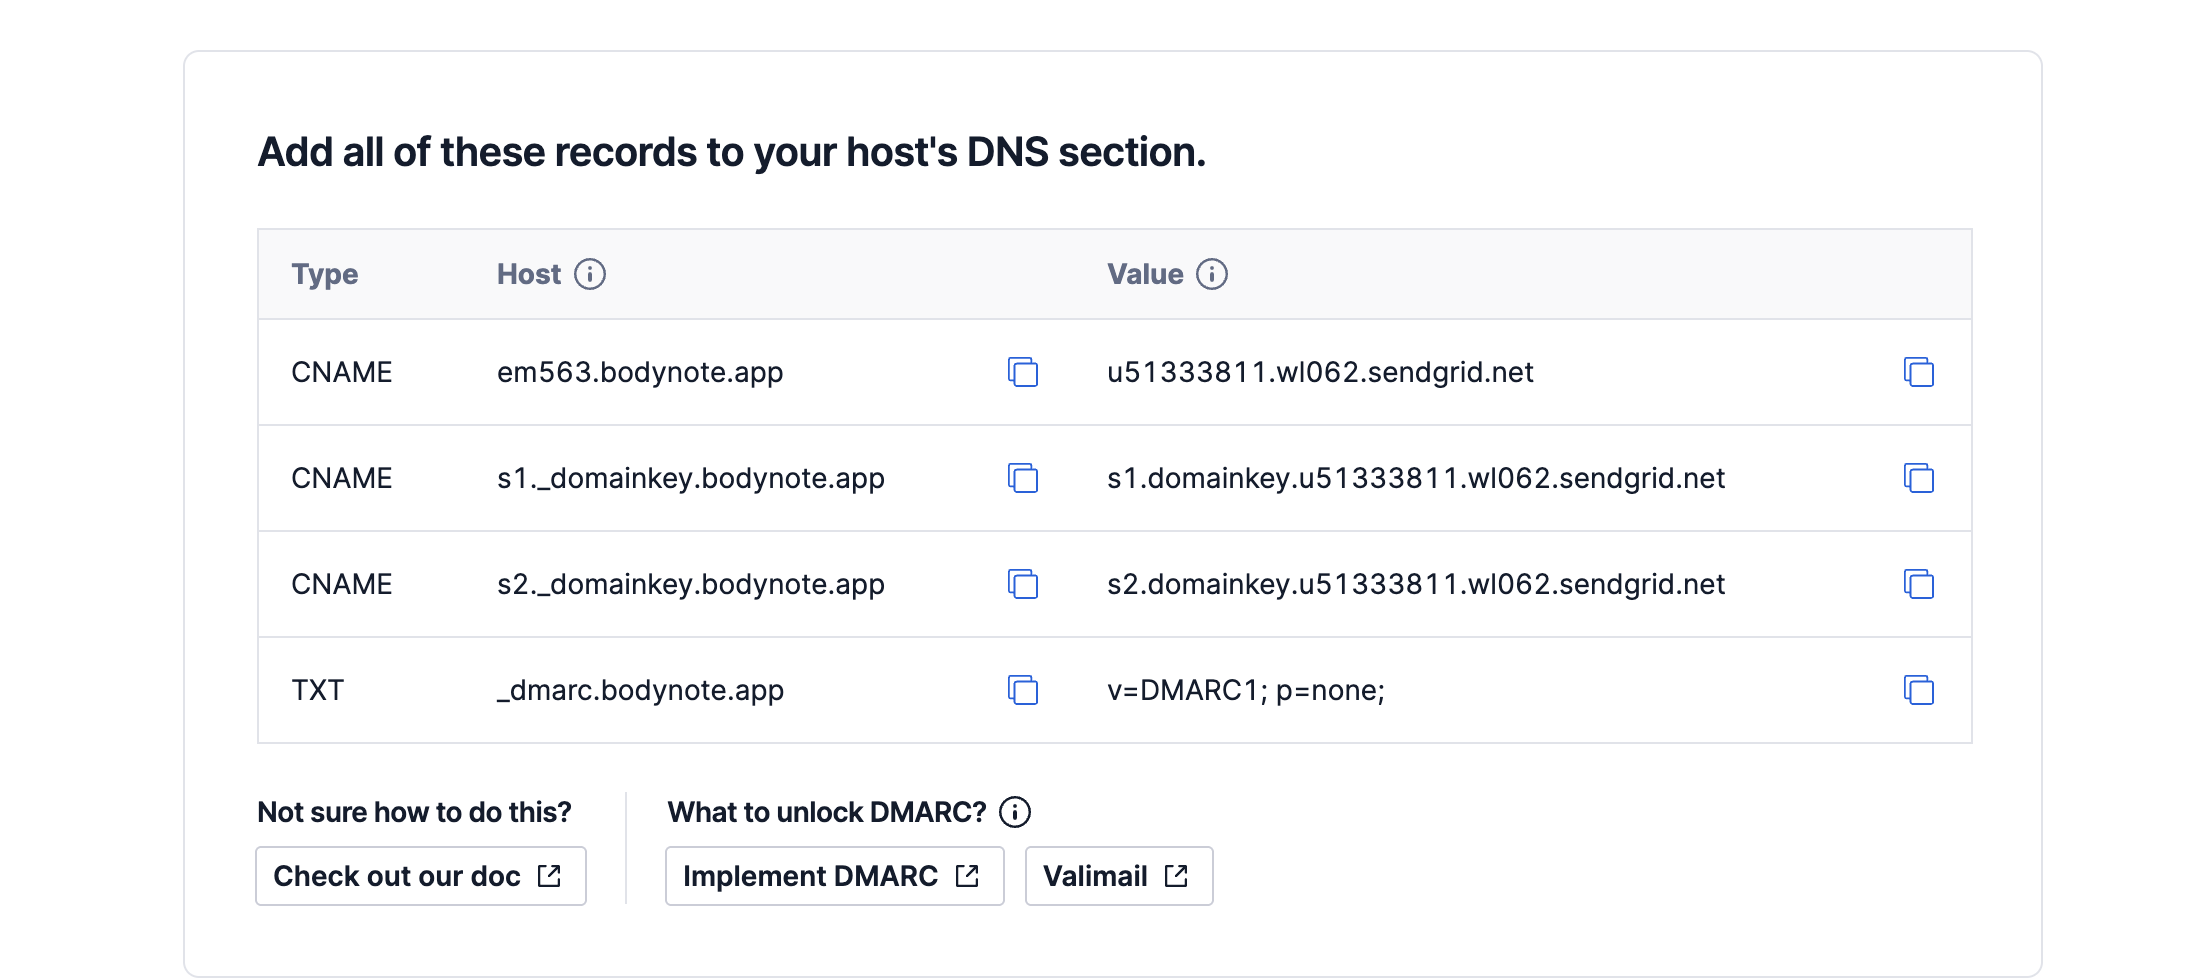 Add all of these records to your host's DNS section.
Type Host Value
CNAME em563.bodynote.app u51333811.wl062.sendgrid.net
CNAME s1._domainkey.bodynote.app s1.domainkey.u51333811.wl062.sendgrid.net
CNAME s2._domainkey.bodynote.app s2.domainkey.u51333811.wl062.sendgrid.net
TXT _dmarc.bodynote.app v=DMARC1; p=none;
Not sure how to do this? What to unlock DMARC?
Check out our doc Implement DMARC Valimail